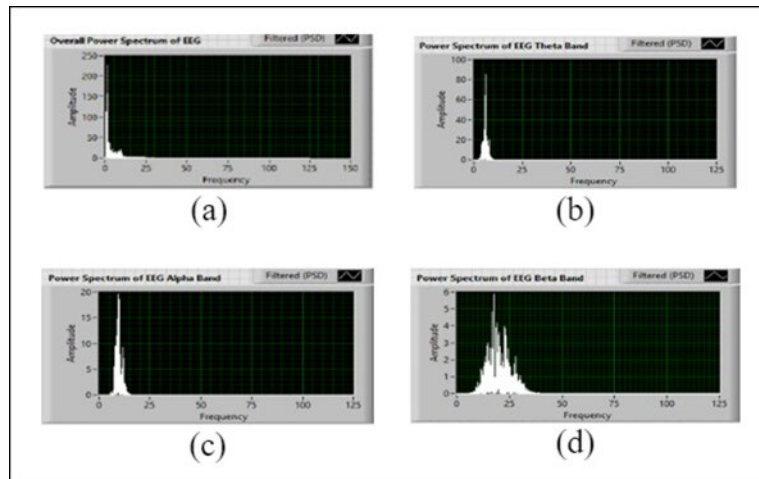 Overall Power Spectrum of EEG Filtered (PSD)
250
200
150
100
50
0
Amplitude
0 25 50 75 100 125 150
Frequency
(a)
Power Spectrum of EEG Theta Band Filtered (PSD)
100
80
60
40
20
0
Amplitude
0 25 50 75 100 125
Frequency
(b)
Power Spectrum of EEG Alpha Band Filtered (PSD)
20
15
10
5
0
Amplitude
0 25 50 75 100 125
Frequency
(c)
Power Spectrum of EEG Beta Band Filtered (PSD)
6
5
4
3
2
1
0
Amplitude
0 25 50 75 100 125
Frequency
(d)